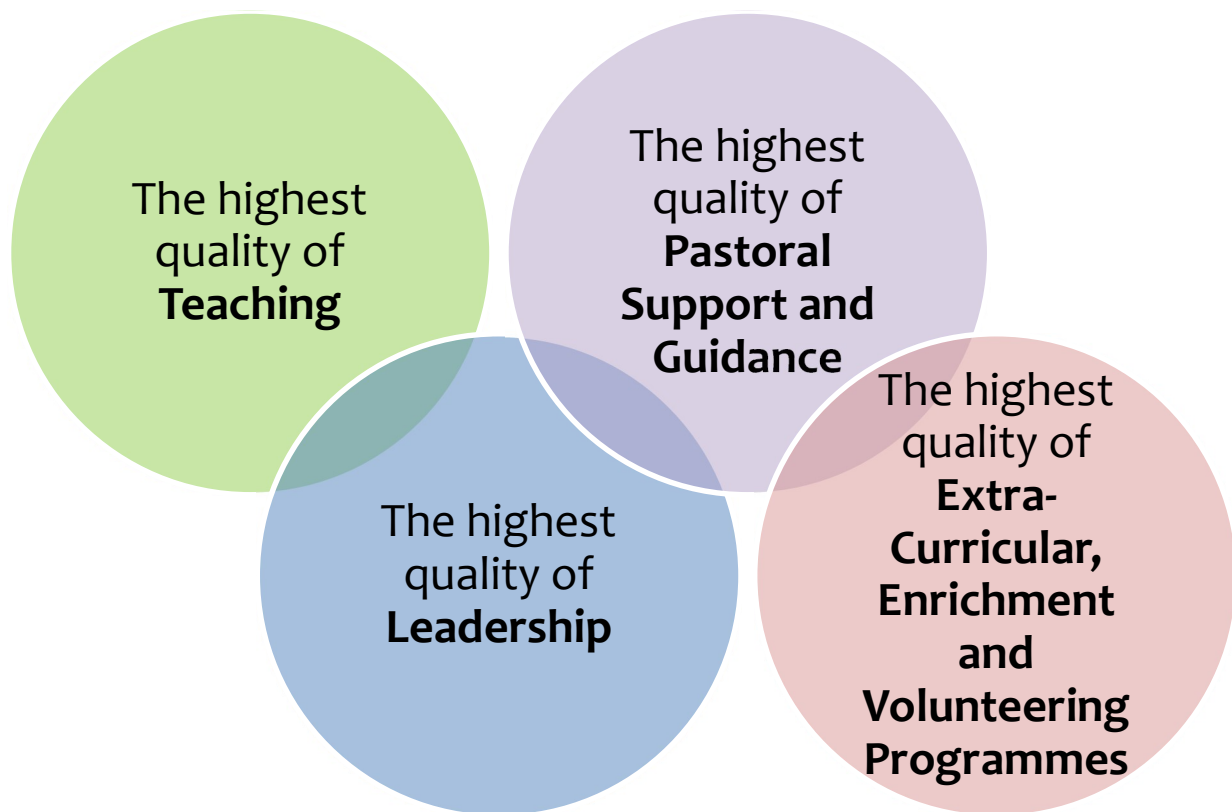 The highest
quality of
Teaching
The highest
quality of
Pastoral
Support and
Guidance
The highest
quality of
Leadership
The highest
quality of
Extra-
Curricular,
Enrichment
and
Volunteering
Programmes